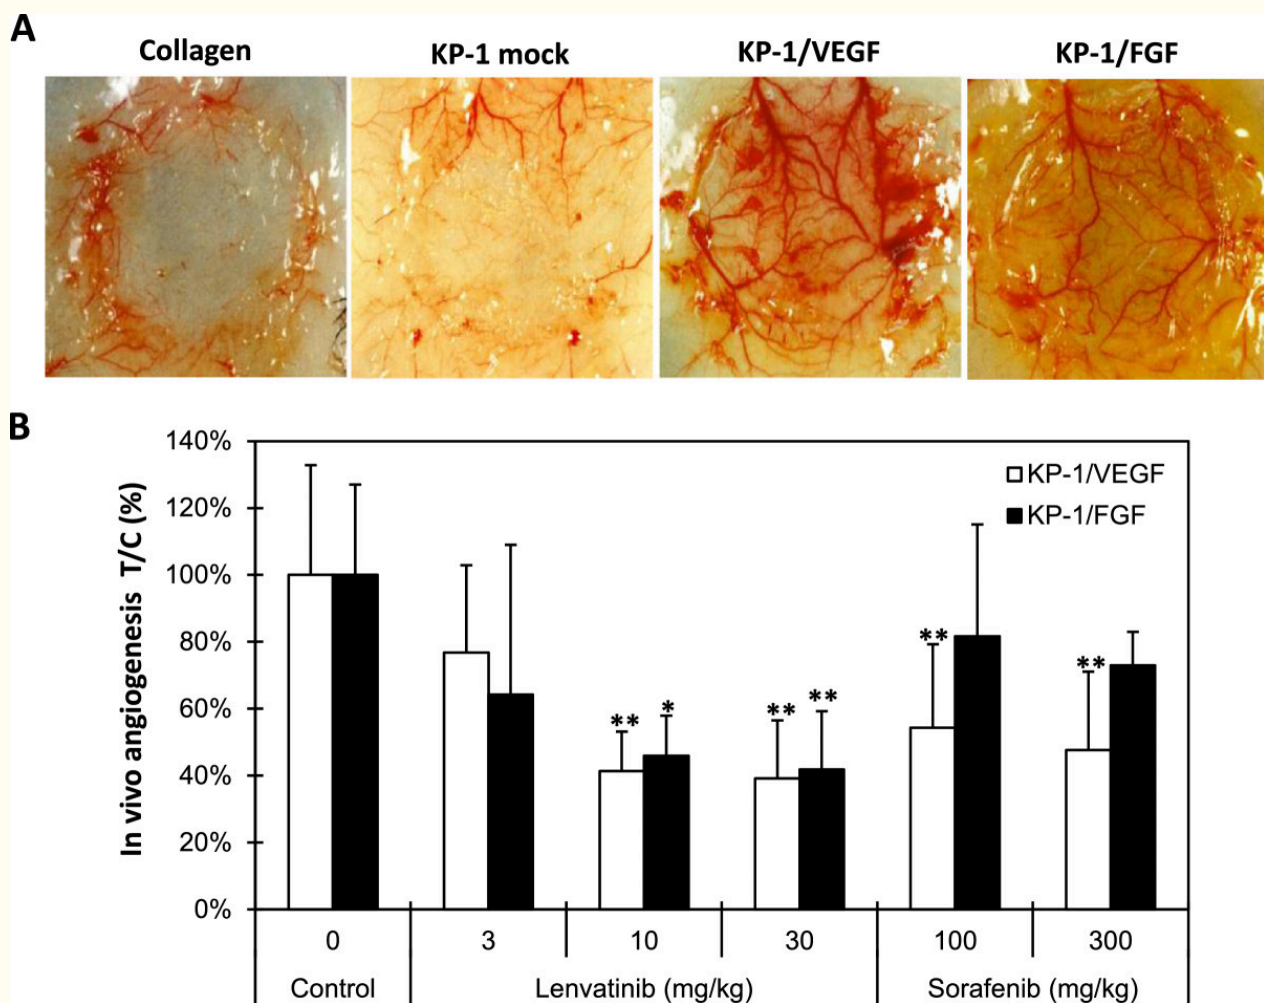 A
Collagen
KP-1 mock
KP-1/VEGF
KP-1/FGF
B
In vivo angiogenesis T/C (%)
140%
120%
100%
80%
60%
40%
20%
0%
KP-1/VEGF
KP-1/FGF
**
*
**
**
**
**
0
3
10
30
100
300
Control
Lenvatinib (mg/kg)
Sorafenib (mg/kg)